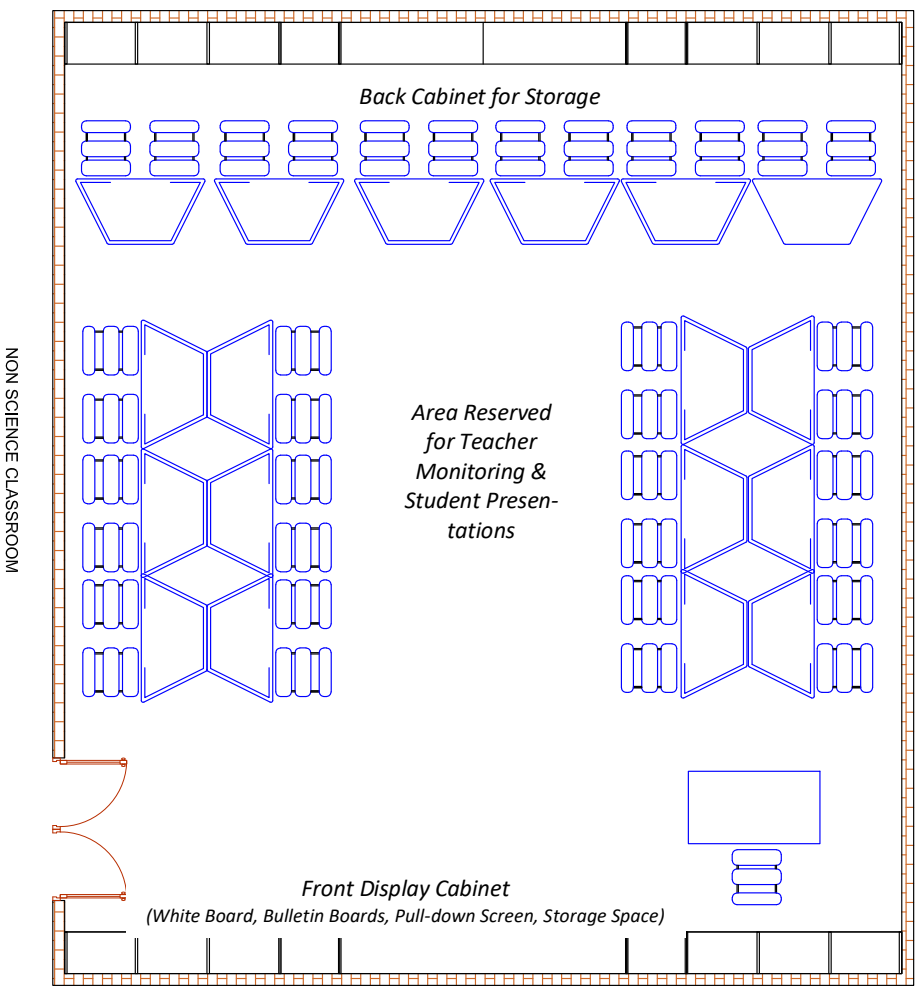 Back Cabinet for Storage
NON SCIENCE CLASSROOM
Area Reserved
for Teacher
Monitoring &
Student Presen-
tations
Front Display Cabinet
(White Board, Bulletin Boards, Pull-down Screen, Storage Space)